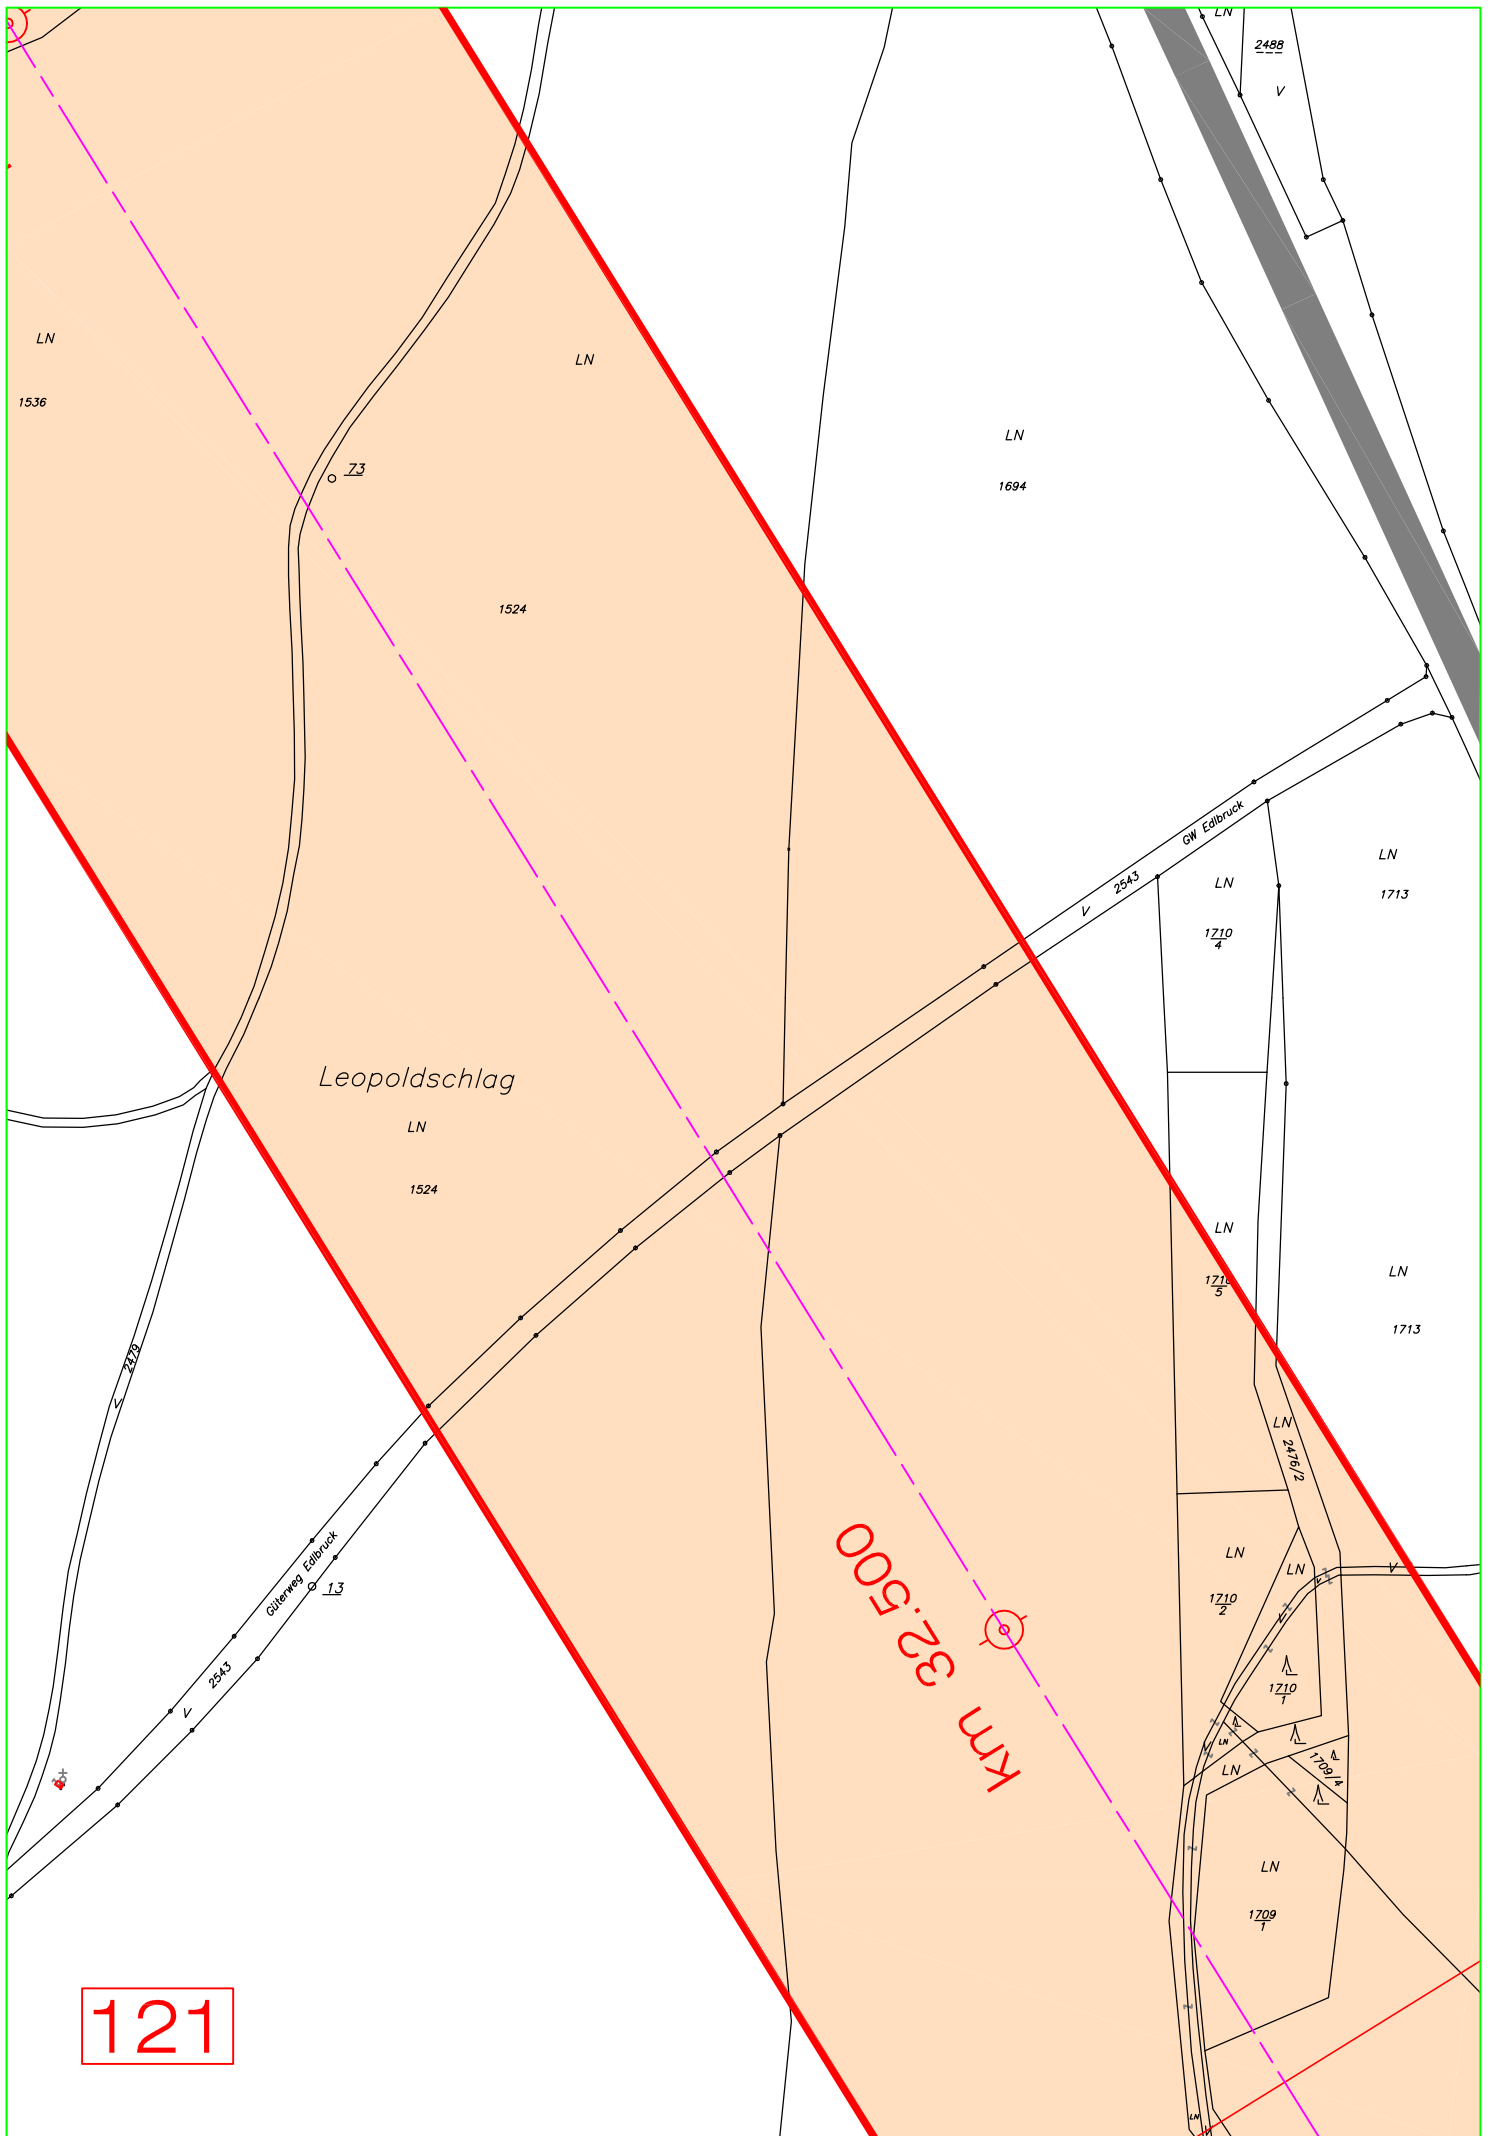 LN
2488
V
LN
1536
LN
73
1524
LN
1694
GW Edlbruck
2543
V
LN
1710
4
LN
1713
Leopoldschlag
LN
1524
LN
5
LN
1713
2479
V
LN
2476/2
km 32.500
Güterweg Edlbruck
13
2543
V
LN
1710
2
LN
V
V
V
1710
1
LN
V
LN
1709/4
LN
1709
1
LN
V
121